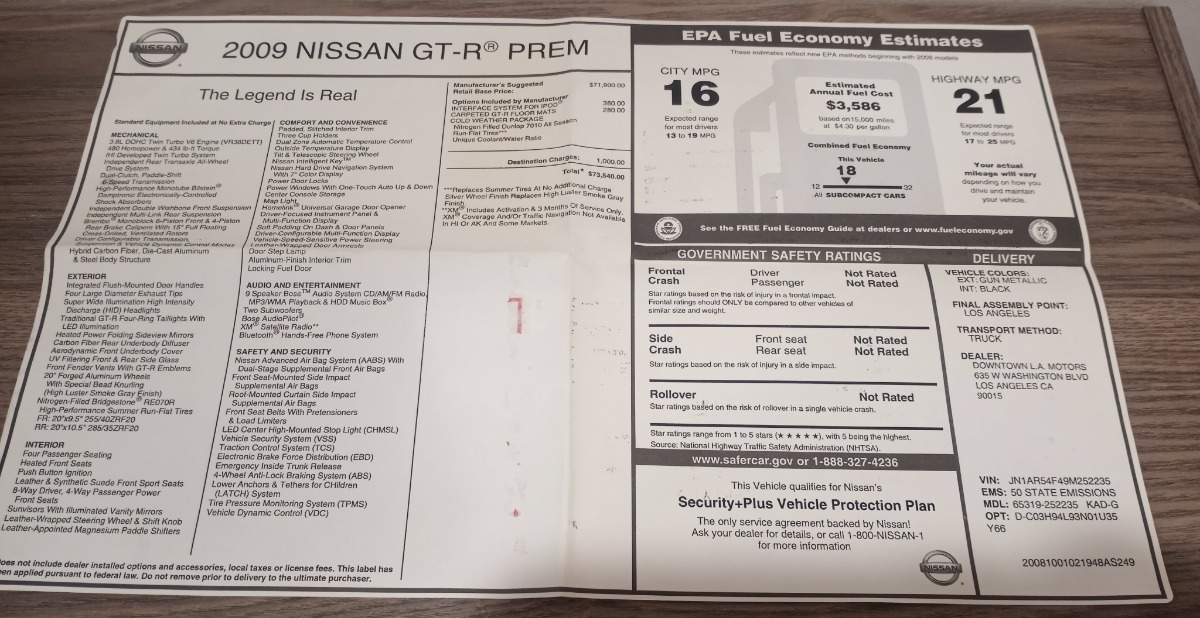 NISSAN
2009 NISSAN GT-R® PREM
The Legend Is Real
Standard Equipment Included at No Extra Charge
MECHANICAL
3.8L DOHC Twin Turbo V6 Engine (VR38DETT)
480 Horsepower & 434 lb-ft Torque
IHI Developed Twin Turbo System
Independent Rear Transaxle All-Wheel
Drive System
Dual-Clutch, Paddle-Shift
6-Speed Transmission
High-Performance Monotube Bilstein®
Damptronic Electronically-Controlled
Shock Absorbers
Independent Double Wishbone Front Suspension
Independent Multi-Link Rear Suspension
Brembo® Monoblock 6-Piston Front & 4-Piston
Rear Brake Calipers With 15" Full Floating
Cross-Drilled, Ventilated Rotors
Driver Configurable Transmission,
Suspension & Vehicle Dynamic Control Modes
Hybrid Carbon Fiber, Die-Cast Aluminum
& Steel Body Structure
EXTERIOR
Integrated Flush-Mounted Door Handles
Four Large Diameter Exhaust Tips
Super Wide Illumination High Intensity
Discharge (HID) Headlights
Traditional GT-R Four-Ring Taillights With
LED Illumination
Heated Power Folding Sideview Mirrors
Carbon Fiber Rear Underbody Diffuser
Aerodynamic Front Underbody Cover
UV Filtering Front & Rear Side Glass
Front Fender Vents With GT-R Emblems
20" Forged Aluminum Wheels
With Special Bead Knurling
(High Luster Smoke Gray Finish)
Nitrogen-Filled Bridgestone® RE070R
High-Performance Summer Run-Flat Tires
FR: 20"x9.5" 255/40ZRF20
RR: 20"x10.5" 285/35ZRF20
INTERIOR
Four Passenger Seating
Heated Front Seats
Push Button Ignition
Leather & Synthetic Suede Front Sport Seats
8-Way Driver, 4-Way Passenger Power
Front Seats
Sunvisors With Illuminated Vanity Mirrors
Leather-Wrapped Steering Wheel & Shift Knob
Leather-Appointed Magnesium Paddle Shifters
COMFORT AND CONVENIENCE
Padded, Stitched Interior Trim
Three Cup Holders
Dual Zone Automatic Temperature Control
Outside Temperature Display
Tilt & Telescopic Steering Wheel
Nissan Intelligent Key™
Nissan Hard Drive Navigation System
With 7" Color Display
Power Door Locks
Power Windows With One-Touch Auto Up & Down
Center Console Storage
Map Light
Homelink® Universal Garage Door Opener
Driver-Focused Instrument Panel &
Multi-Function Display
Soft Padding On Dash & Door Panels
Driver-Configurable Multi-Function Display
Vehicle-Speed-Sensitive Power Steering
Leather-Wrapped Door Armrests
Door Step Lamp
Aluminum-Finish Interior Trim
Locking Fuel Door
AUDIO AND ENTERTAINMENT
9 Speaker Bose™ Audio System CD/AM/FM Radio,
MP3/WMA Playback & HDD Music Box®
Two Subwoofers
Bose AudioPilot®
XM® Satellite Radio**
Bluetooth® Hands-Free Phone System
SAFETY AND SECURITY
Nissan Advanced Air Bag System (AABS) With
Dual-Stage Supplemental Front Air Bags
Front Seat-Mounted Side Impact
Supplemental Air Bags
Roof-Mounted Curtain Side Impact
Supplemental Air Bags
Front Seat Belts With Pretensioners
& Load Limiters
LED Center High-Mounted Stop Light (CHMSL)
Vehicle Security System (VSS)
Traction Control System (TCS)
Electronic Brake Force Distribution (EBD)
Emergency Inside Trunk Release
4-Wheel Anti-Lock Braking System (ABS)
Lower Anchors & Tethers for CHildren
(LATCH) System
Tire Pressure Monitoring System (TPMS)
Vehicle Dynamic Control (VDC)
Manufacturer's Suggested
Retail Base Price: $71,900.00
Options Included by Manufacturer
INTERFACE SYSTEM FOR IPOD® 360.00
CARPETED GT-R FLOOR MATS 280.00
COLD WEATHER PACKAGE
Nitrogen Filled Dunlop 7010 All Season
Run-Flat Tires***
Unique Coolant/Water Ratio
Destination Charges: 1,000.00
Total* $73,540.00
***Replaces Summer Tires At No Additional Charge
Silver Wheel Finish Replaces High Luster Smoke Gray
Finish
**XM® Includes Activation & 3 Months Of Service Only.
XM® Coverage And/Or Traffic Navigation Not Available
In HI Or AK And Some Markets.
oes not include dealer installed options and accessories, local taxes or license fees. This label has
en applied pursuant to federal law. Do not remove prior to delivery to the ultimate purchaser.
EPA Fuel Economy Estimates
These estimates reflect new EPA methods beginning with 2008 models
CITY MPG
16
Expected range
for most drivers
13 to 19 MPG
Estimated
Annual Fuel Cost
$3,586
based on 15,000 miles
at $4.30 per gallon
Combined Fuel Economy
This Vehicle
18
12 32
All SUBCOMPACT CARS
HIGHWAY MPG
21
Expected range
for most drivers
17 to 25 MPG
Your actual
mileage will vary
depending on how you
drive and maintain
your vehicle.
See the FREE Fuel Economy Guide at dealers or www.fueleconomy.gov
GOVERNMENT SAFETY RATINGS
Frontal Driver Not Rated
Crash Passenger Not Rated
Star ratings based on the risk of injury in a frontal impact.
Frontal ratings should ONLY be compared to other vehicles of
similar size and weight.
Side Front seat Not Rated
Crash Rear seat Not Rated
Star ratings based on the risk of injury in a side impact.
Rollover Not Rated
Star ratings based on the risk of rollover in a single vehicle crash.
Star ratings range from 1 to 5 stars (★ ★ ★ ★ ★), with 5 being the highest.
Source: National Highway Traffic Safety Administration (NHTSA).
www.safercar.gov or 1-888-327-4236
This Vehicle qualifies for Nissan's
Security+Plus Vehicle Protection Plan
The only service agreement backed by Nissan!
Ask your dealer for details, or call 1-800-NISSAN-1
for more information
NISSAN
DELIVERY
VEHICLE COLORS:
EXT: GUN METALLIC
INT: BLACK
FINAL ASSEMBLY POINT:
LOS ANGELES
TRANSPORT METHOD:
TRUCK
DEALER:
DOWNTOWN L.A. MOTORS
635 W WASHINGTON BLVD
LOS ANGELES CA
90015
VIN: JN1AR54F49M252235
EMS: 50 STATE EMISSIONS
MDL: 65319-252235 KAD-G
OPT: D-C03H94L93N01U35
Y66
20081001021948AS249